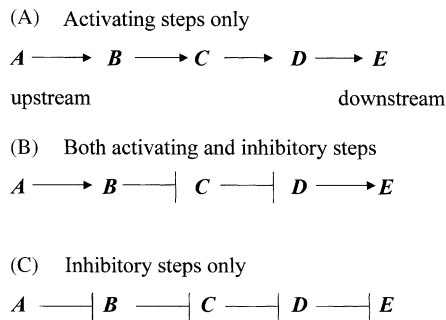 (A) Activating steps only
A B C D E
upstream downstream
(B) Both activating and inhibitory steps
A B C D E
(C) Inhibitory steps only
A B C D E